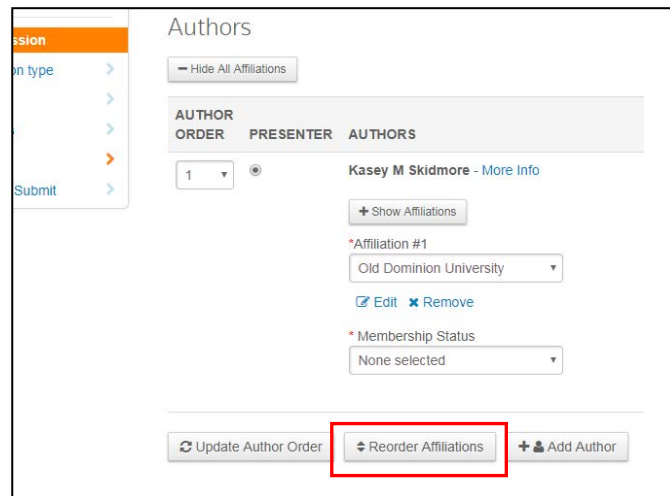 Authors
ssion
on type
− Hide All Affiliations
AUTHOR
ORDER PRESENTER AUTHORS
1
Kasey M Skidmore - More Info
Submit
+ Show Affiliations
*Affiliation #1
Old Dominion University
Edit × Remove
* Membership Status
None selected
Update Author Order
Reorder Affiliations
+ Add Author